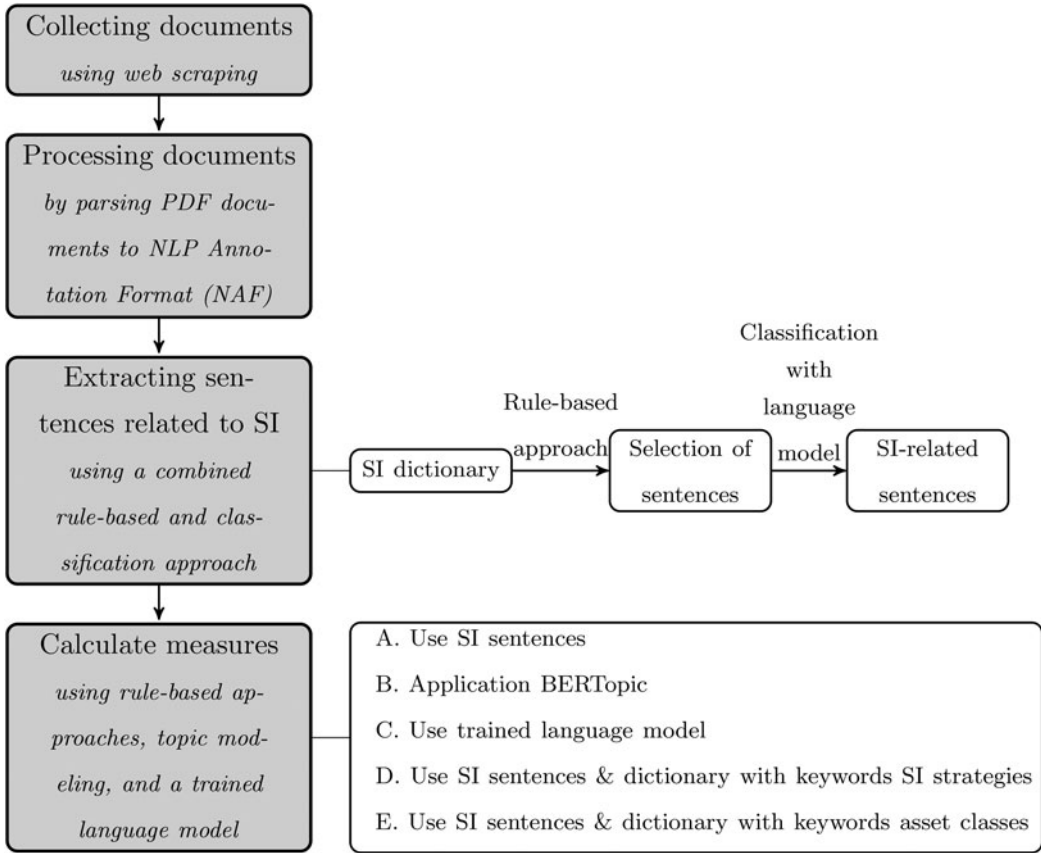 Collecting documents
using web scraping
Processing documents
by parsing PDF docu-
ments to NLP Anno-
tation Format (NAF)
Extracting sen-
tences related to SI
using a combined
rule-based and clas-
sification approach
SI dictionary
Rule-based
approach
Selection of
sentences
Classification
with
language
model
SI-related
sentences
Calculate measures
using rule-based ap-
proaches, topic mod-
eling, and a trained
language model
A. Use SI sentences
B. Application BERTopic
C. Use trained language model
D. Use SI sentences & dictionary with keywords SI strategies
E. Use SI sentences & dictionary with keywords asset classes